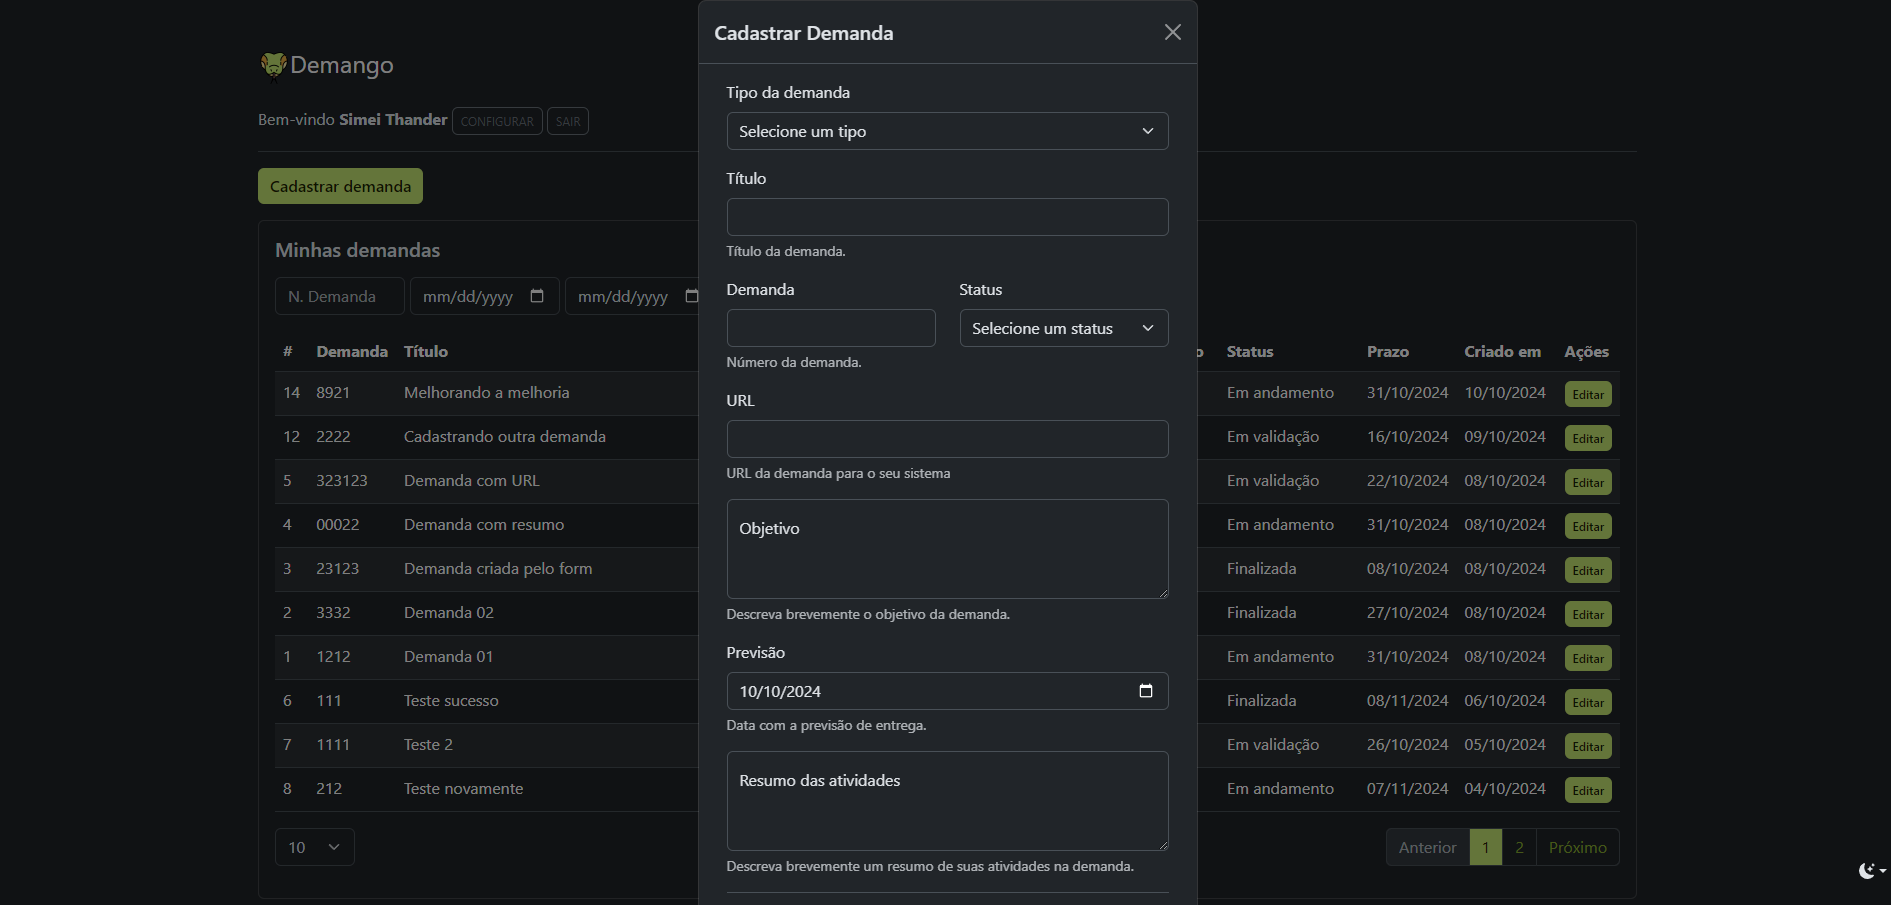 Demango
Bem-vindo Simei Thander CONFIGURAR SAIR
Cadastrar demanda
Minhas demandas
N. Demanda mm/dd/yyyy mm/dd/yyyy
# Demanda Título o Status Prazo Criado em Ações
14 8921 Melhorando a melhoria Em andamento 31/10/2024 10/10/2024 Editar
12 2222 Cadastrando outra demanda Em validação 16/10/2024 09/10/2024 Editar
5 323123 Demanda com URL Em validação 22/10/2024 08/10/2024 Editar
4 00022 Demanda com resumo Em andamento 31/10/2024 08/10/2024 Editar
3 23123 Demanda criada pelo form Finalizada 08/10/2024 08/10/2024 Editar
2 3332 Demanda 02 Finalizada 27/10/2024 08/10/2024 Editar
1 1212 Demanda 01 Em andamento 31/10/2024 08/10/2024 Editar
6 111 Teste sucesso Finalizada 08/11/2024 06/10/2024 Editar
7 1111 Teste 2 Em validação 26/10/2024 05/10/2024 Editar
8 212 Teste novamente Em andamento 07/11/2024 04/10/2024 Editar
10 Anterior 1 2 Próximo
Cadastrar Demanda
Tipo da demanda
Selecione um tipo
Título
Título da demanda.
Demanda Status
Selecione um status
Número da demanda.
URL
URL da demanda para o seu sistema
Objetivo
Descreva brevemente o objetivo da demanda.
Previsão
10/10/2024
Data com a previsão de entrega.
Resumo das atividades
Descreva brevemente um resumo de suas atividades na demanda.